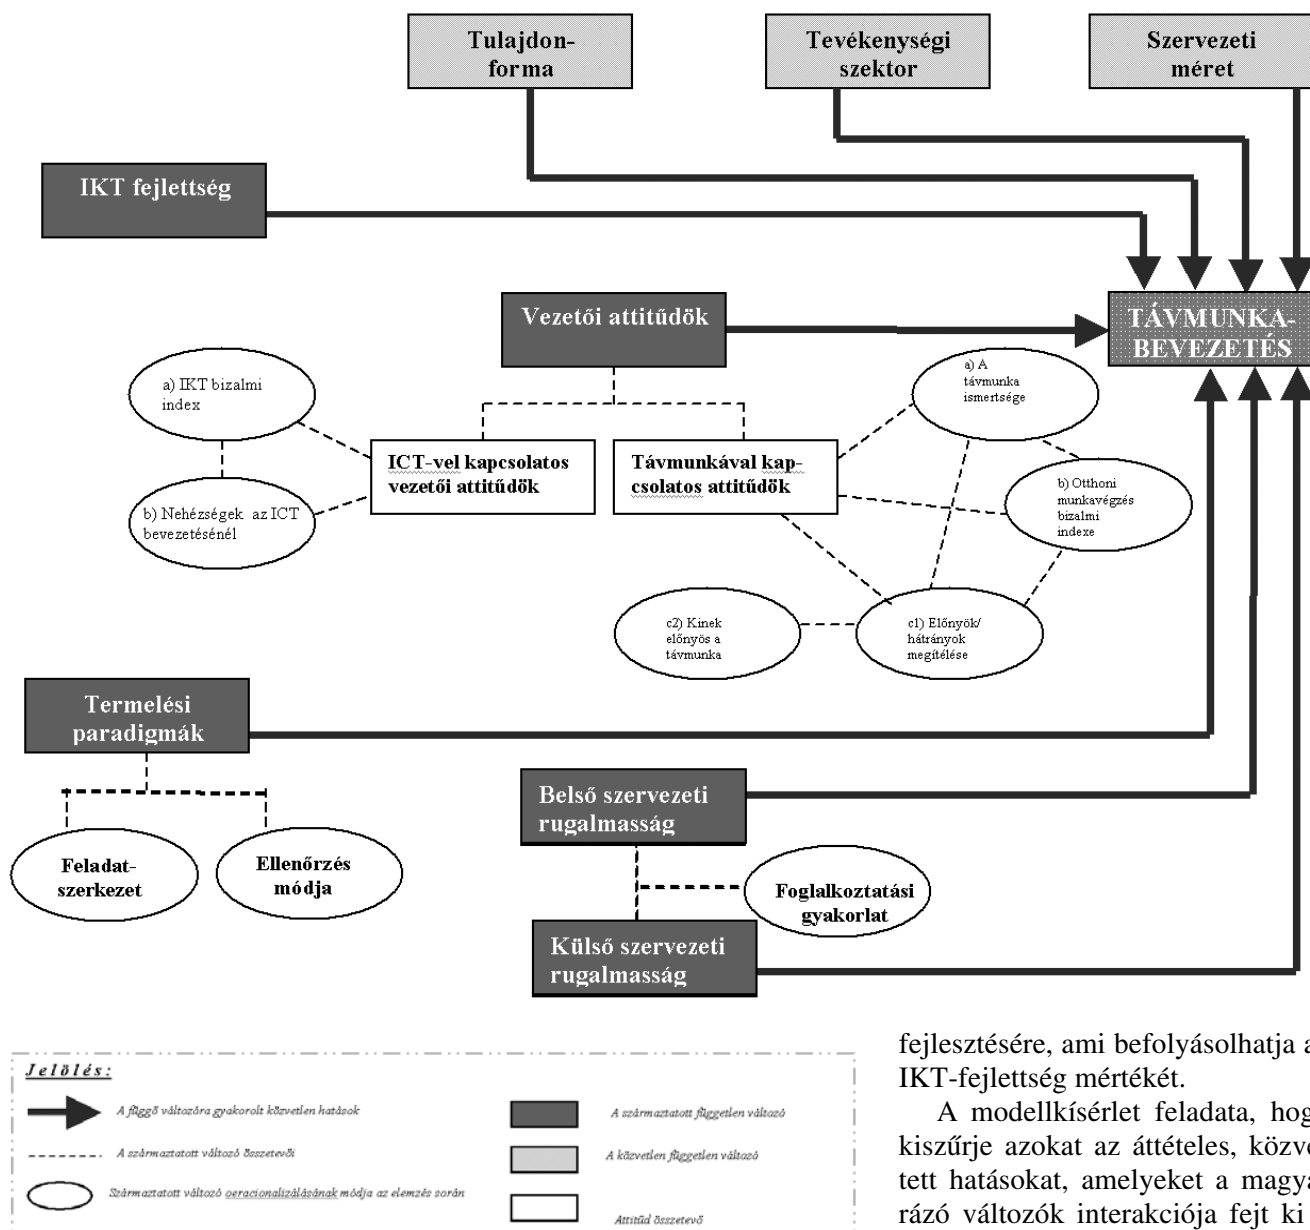 Tulajdon-
forma
Tevékenységi
szektor
Szervezeti
méret
IKT fejlettség
Vezetői attitűdök
TÁVMUNKA-
BEVEZETÉS
a) IKT bizalmi
index
a) A
távmunka
ismertsége
ICT-vel kapcsolatos
vezetői attitűdök
Távmunkával kap-
csolatos attitűdök
b) Nehézségek az ICT
bevezetésénél
b) Otthoni
munkavégzés
bizalmi
indexe
c2) Kinek
előnyös a
távmunka
c1) Előnyök/
hátrányok
megítélése
Termelési
paradigmák
Belső szervezeti
rugalmasság
Feladat-
szerkezet
Ellenőrzés
módja
Foglalkoztatási
gyakorlat
Külső szervezeti
rugalmasság
Jelölés:
A függő változóra gyakorolt közvetlen hatások
A származtatott változó összetevői
Származtatott változó oeracionalizálásának módja az elemzés során
A származtatott független változó
A közvetlen független változó
Attitűd összetevő
fejlesztésére, ami befolyásolhatja a
IKT-fejlettség mértékét.
A modellkísérlet feladata, hog
kiszűrje azokat az áttételes, közve
tett hatásokat, amelyeket a magya
rázó változók interakciója fejt ki